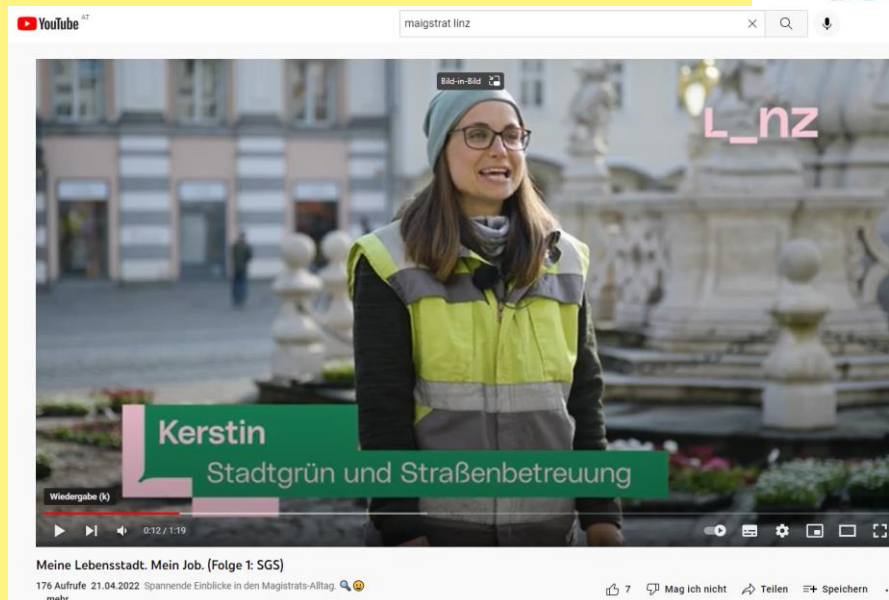 YouTube AT
maigstrat linz
Bild-in-Bild
L_nz
Kerstin
Stadtgrün und Straßenbetreuung
Wiedergabe (k)
0:12 / 1:19
Meine Lebensstadt. Mein Job. (Folge 1: SGS)
176 Aufrufe 21.04.2022 Spannende Einblicke in den Magistrats-Alltag.
...mehr
7 Mag ich nicht Teilen Speichern